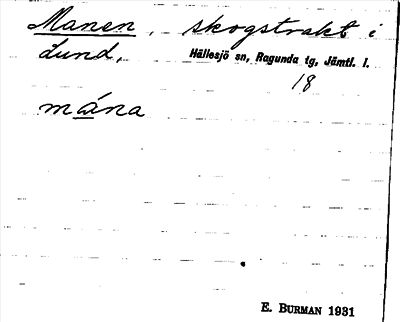 Manen, skogstrakt i
Lund, Hällesjö sn, Ragunda tg, Jämtl. l.
18
mána
E. BURMAN 1931